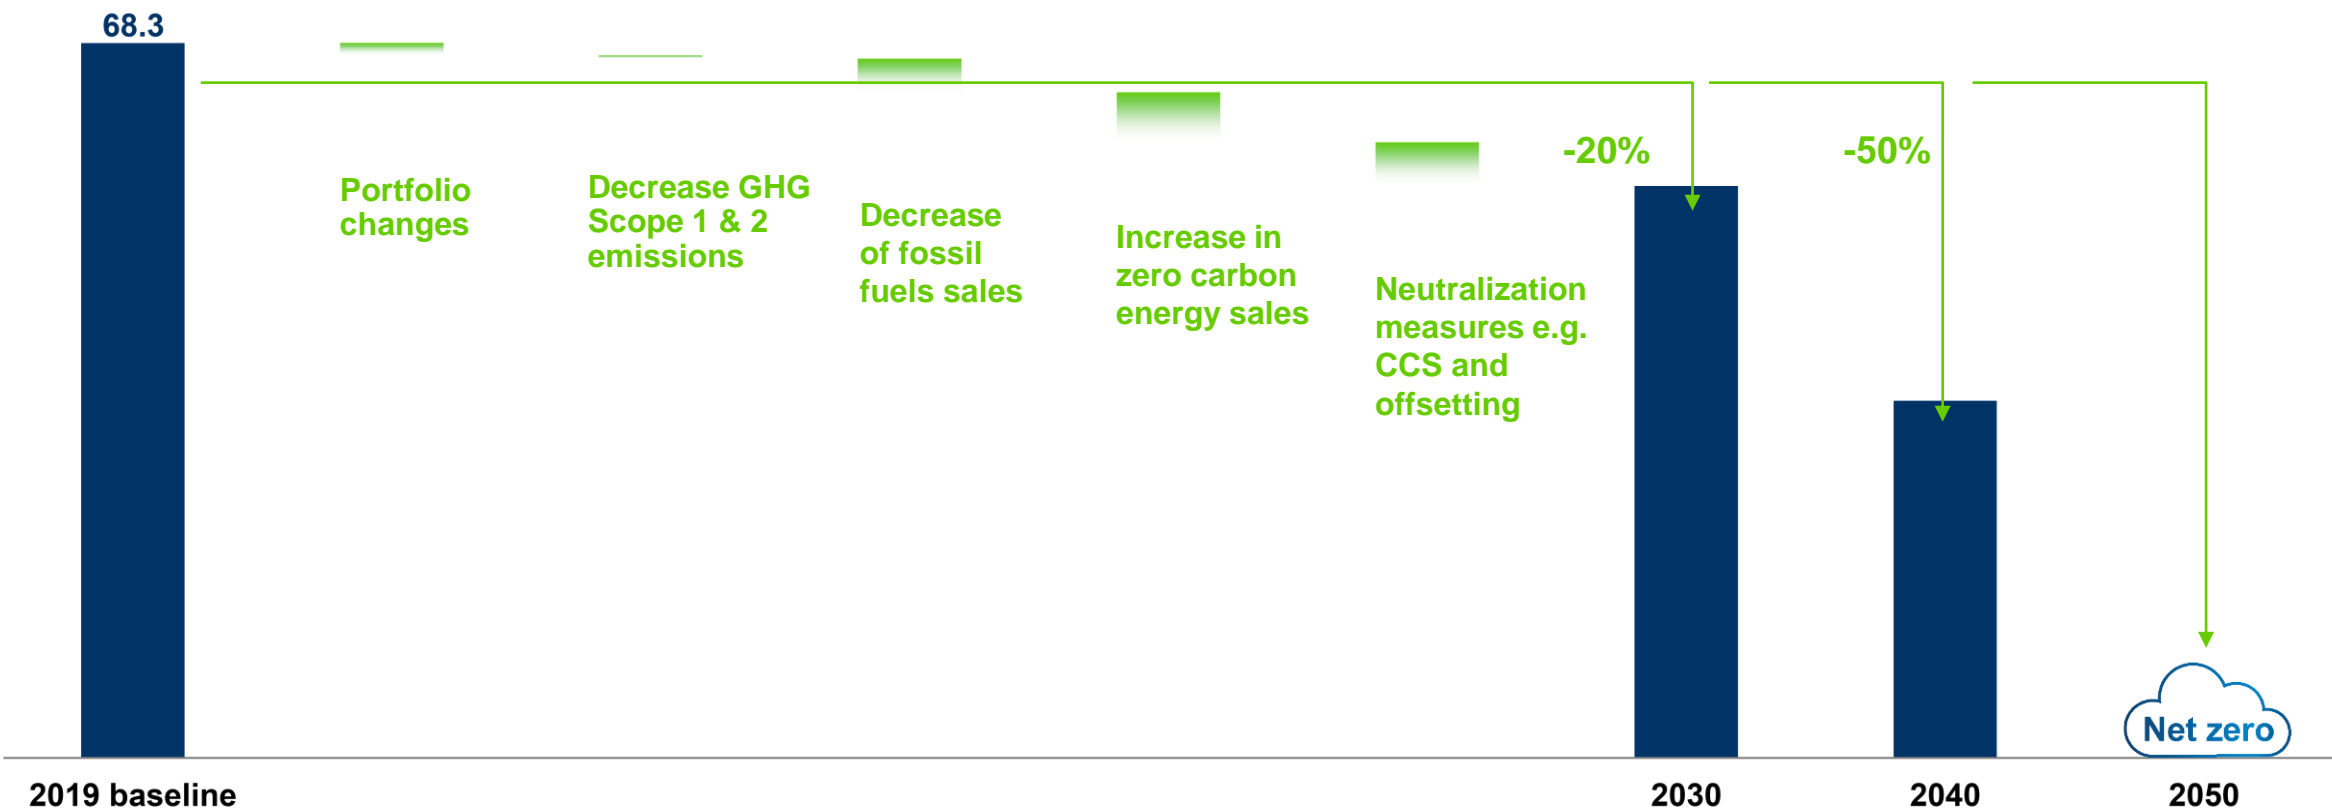 68.3
Portfolio
changes
Decrease GHG
Scope 1 & 2
emissions
Decrease
of fossil
fuels sales
Increase in
zero carbon
energy sales
Neutralization
measures e.g.
CCS and
offsetting
-20%
-50%
Net zero
2019 baseline
2030
2040
2050